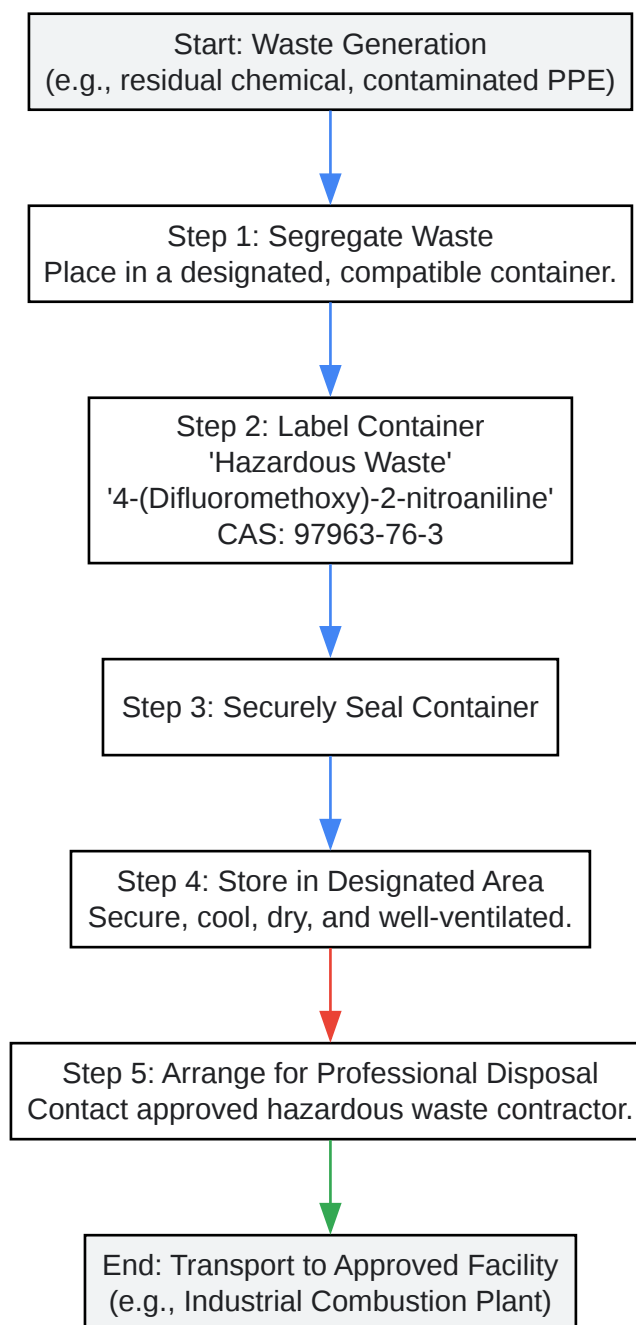 Start: Waste Generation
(e.g., residual chemical, contaminated PPE)
Step 1: Segregate Waste
Place in a designated, compatible container.
Step 2: Label Container
'Hazardous Waste'
'4-(Difluoromethoxy)-2-nitroaniline'
CAS: 97963-76-3
Step 3: Securely Seal Container
Step 4: Store in Designated Area
Secure, cool, dry, and well-ventilated.
Step 5: Arrange for Professional Disposal
Contact approved hazardous waste contractor.
End: Transport to Approved Facility
(e.g., Industrial Combustion Plant)